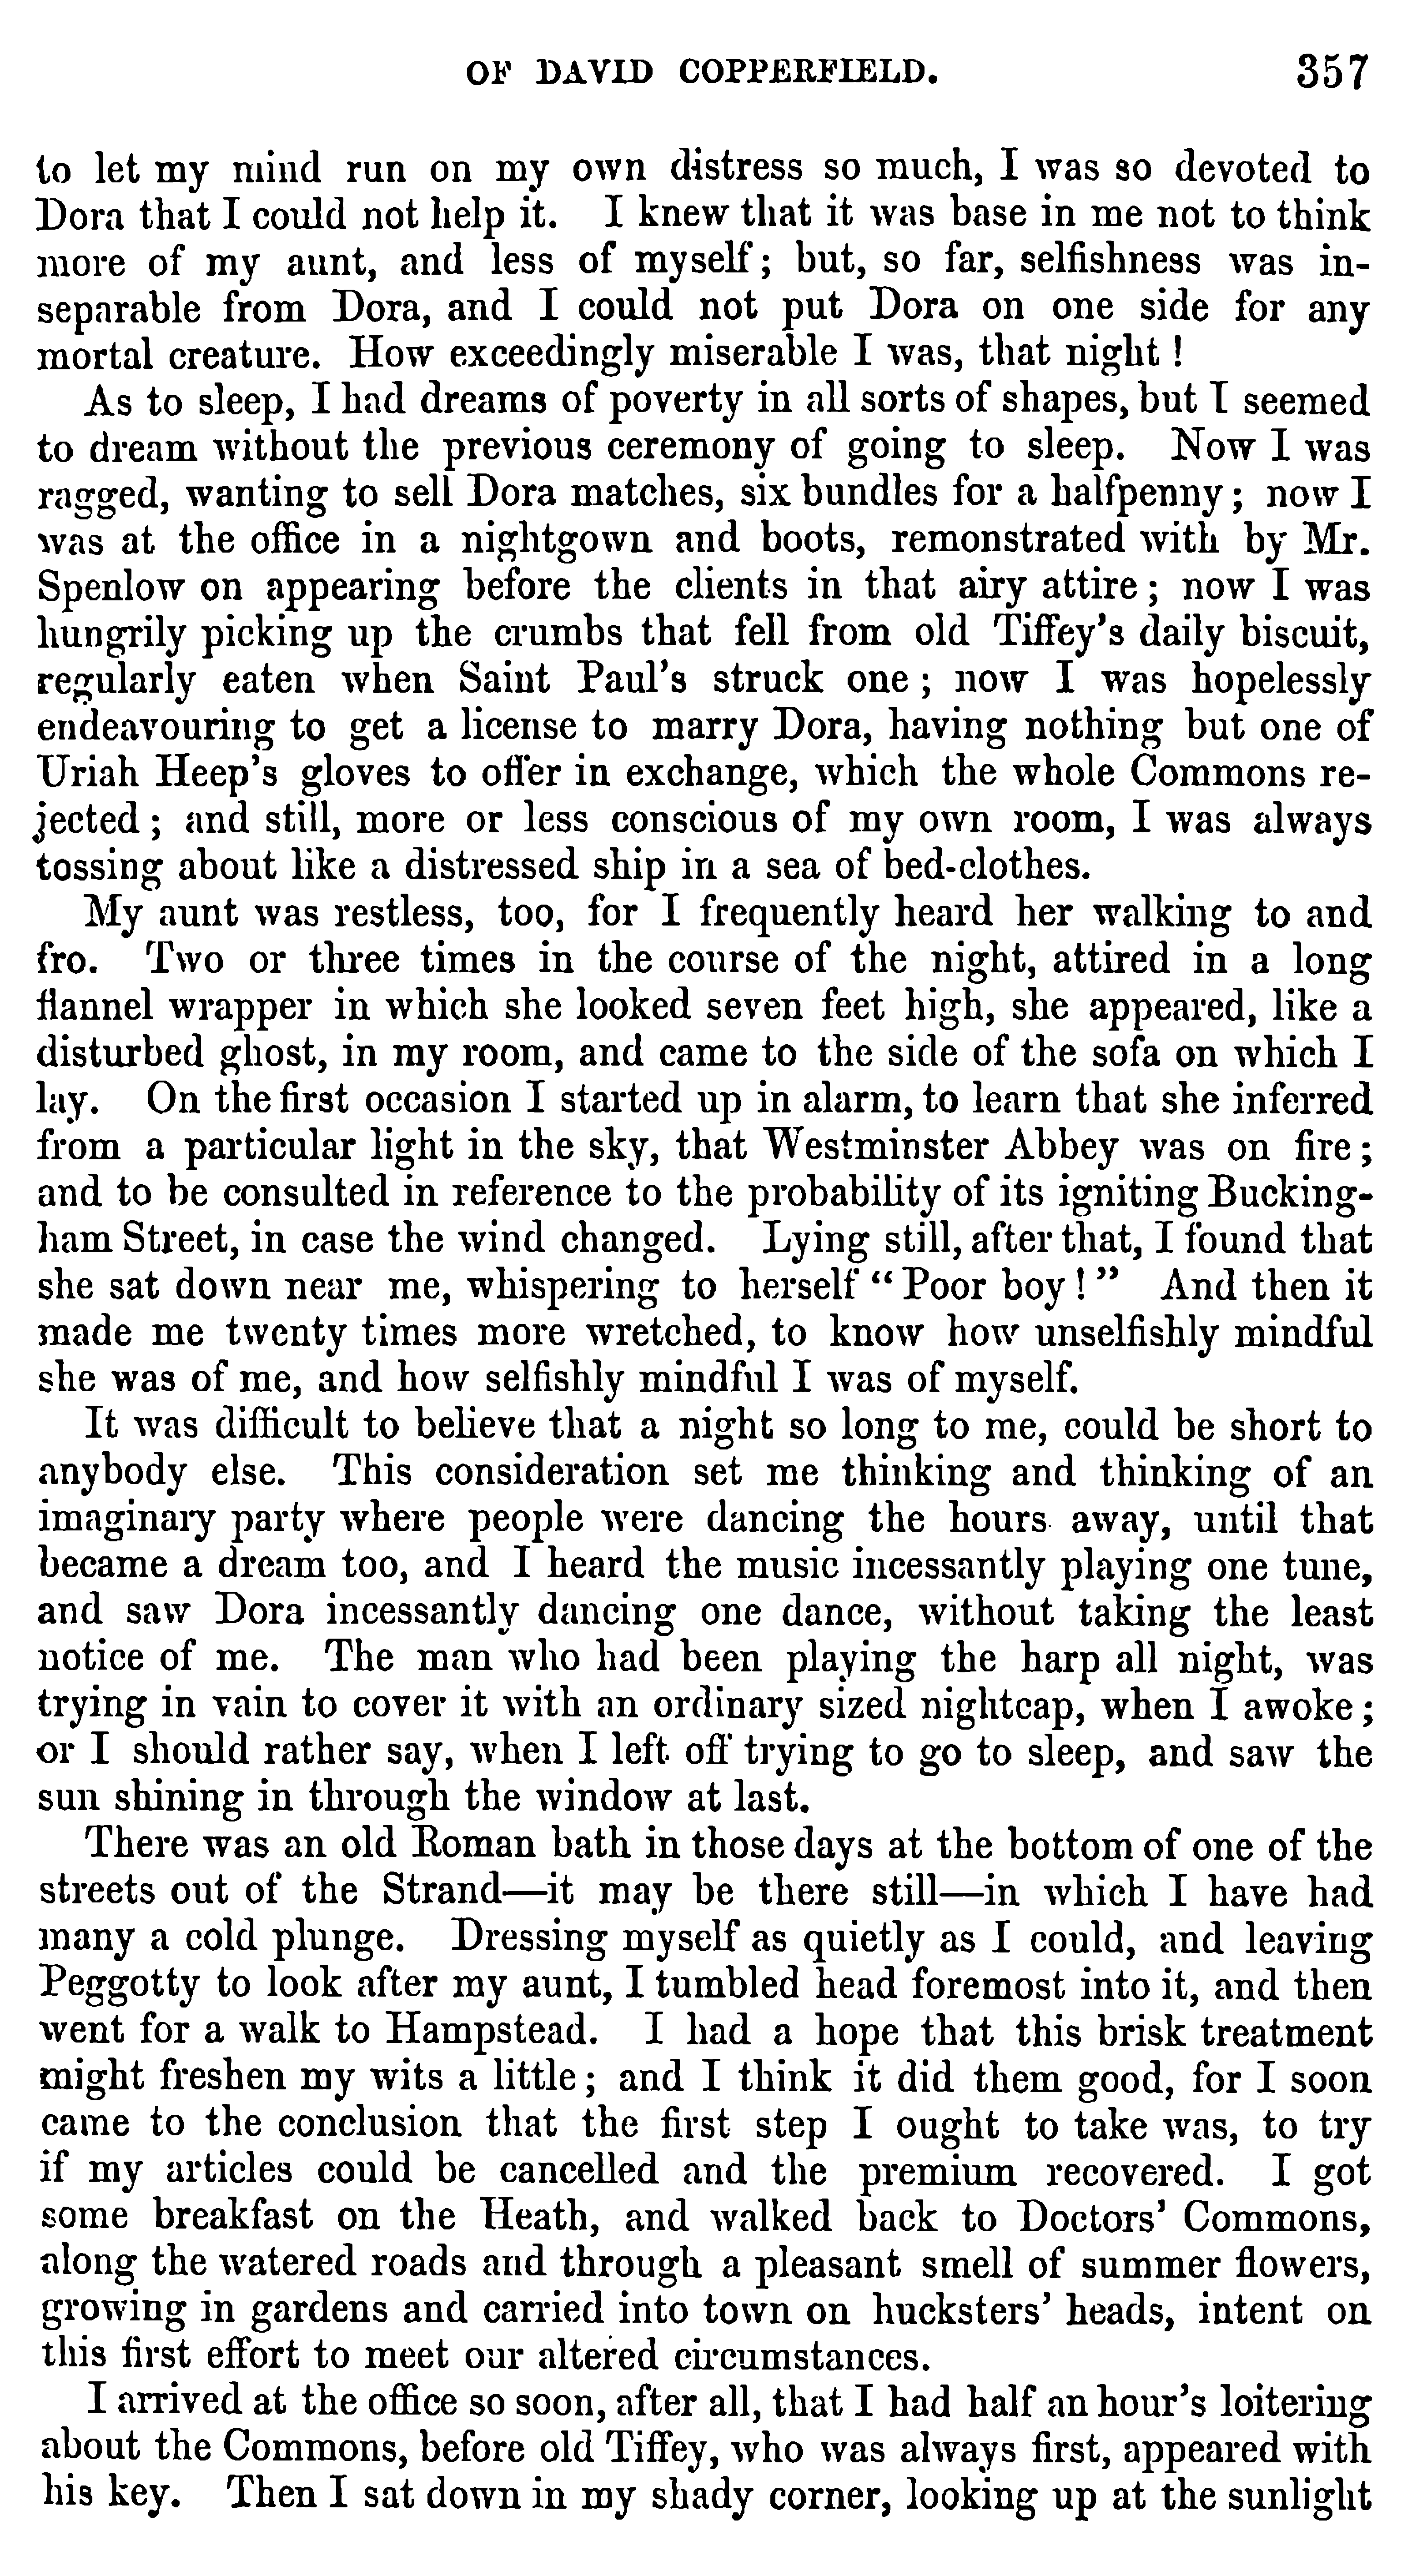 OF DAVID COPPERFIELD. 357
to let my mind run on my own distress so much, I was so devoted to
Dora that I could not help it. I knew that it was base in me not to think
more of my aunt, and less of myself; but, so far, selfishness was in-
separable from Dora, and I could not put Dora on one side for any
mortal creature. How exceedingly miserable I was, that night!
As to sleep, I had dreams of poverty in all sorts of shapes, but I seemed
to dream without the previous ceremony of going to sleep. Now I was
ragged, wanting to sell Dora matches, six bundles for a halfpenny; now I
was at the office in a nightgown and boots, remonstrated with by Mr.
Spenlow on appearing before the clients in that airy attire; now I was
hungrily picking up the crumbs that fell from old Tiffey's daily biscuit,
regularly eaten when Saint Paul's struck one; now I was hopelessly
endeavouring to get a license to marry Dora, having nothing but one of
Uriah Heep's gloves to offer in exchange, which the whole Commons re-
jected; and still, more or less conscious of my own room, I was always
tossing about like a distressed ship in a sea of bed-clothes.
My aunt was restless, too, for I frequently heard her walking to and
fro. Two or three times in the course of the night, attired in a long
flannel wrapper in which she looked seven feet high, she appeared, like a
disturbed ghost, in my room, and came to the side of the sofa on which I
lay. On the first occasion I started up in alarm, to learn that she inferred
from a particular light in the sky, that Westminster Abbey was on fire;
and to be consulted in reference to the probability of its igniting Bucking-
ham Street, in case the wind changed. Lying still, after that, I found that
she sat down near me, whispering to herself "Poor boy!" And then it
made me twenty times more wretched, to know how unselfishly mindful
she was of me, and how selfishly mindful I was of myself.
It was difficult to believe that a night so long to me, could be short to
anybody else. This consideration set me thinking and thinking of an
imaginary party where people were dancing the hours away, until that
became a dream too, and I heard the music incessantly playing one tune,
and saw Dora incessantly dancing one dance, without taking the least
notice of me. The man who had been playing the harp all night, was
trying in vain to cover it with an ordinary sized nightcap, when I awoke;
or I should rather say, when I left off trying to go to sleep, and saw the
sun shining in through the window at last.
There was an old Roman bath in those days at the bottom of one of the
streets out of the Strand—it may be there still—in which I have had
many a cold plunge. Dressing myself as quietly as I could, and leaving
Peggotty to look after my aunt, I tumbled head foremost into it, and then
went for a walk to Hampstead. I had a hope that this brisk treatment
might freshen my wits a little; and I think it did them good, for I soon
came to the conclusion that the first step I ought to take was, to try
if my articles could be cancelled and the premium recovered. I got
some breakfast on the Heath, and walked back to Doctors' Commons,
along the watered roads and through a pleasant smell of summer flowers,
growing in gardens and carried into town on hucksters' heads, intent on
this first effort to meet our altered circumstances.
I arrived at the office so soon, after all, that I had half an hour's loitering
about the Commons, before old Tiffey, who was always first, appeared with
his key. Then I sat down in my shady corner, looking up at the sunlight